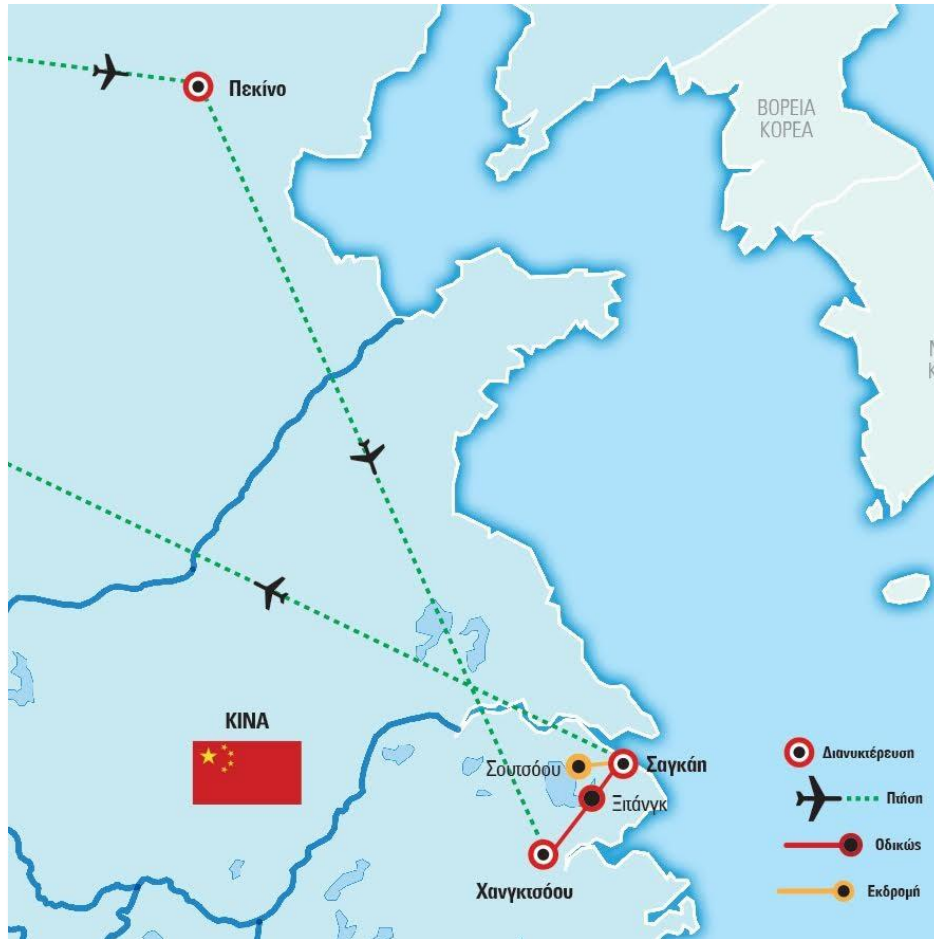 Πεκίνο
ΒΟΡΕΙΑ
ΚΟΡΕΑ
ΚΙΝΑ
Σουτσόου
Σαγκάη
Ξιτάνγκ
Χανγκτσόου
Διανυκτέρευση
Πτήση
Οδικώς
Εκδρομή